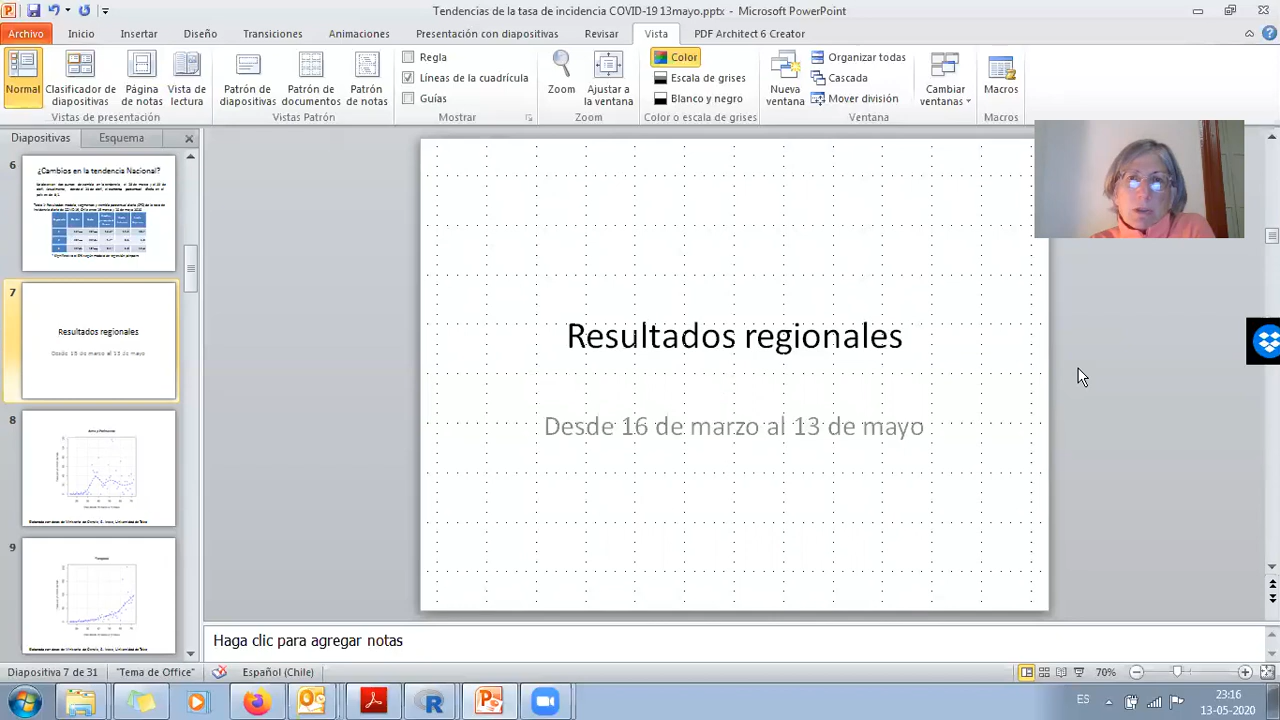 Tendencias de la tasa de incidencia COVID-19 13mayo.pptx - Microsoft PowerPoint
Archivo Inicio Insertar Diseño Transiciones Animaciones Presentación con diapositivas Revisar Vista PDF Architect 6 Creator
Normal
Clasificador de diapositivas
Página de notas
Vista de lectura
Vistas de presentación
Patrón de diapositivas
Patrón de documentos
Patrón de notas
Vistas Patrón
Regla
Líneas de la cuadrícula
Guías
Mostrar
Zoom
Ajustar a la ventana
Zoom
Color
Escala de grises
Blanco y negro
Color o escala de grises
Nueva ventana
Organizar todas
Cascada
Mover división
Cambiar ventanas
Ventana
Macros
Macros
Diapositivas Esquema
6
¿Cambios en la tendencia Nacional?
7
Resultados regionales
Desde 16 de marzo al 13 de mayo
8
9
Resultados regionales
Desde 16 de marzo al 13 de mayo
Haga clic para agregar notas
Diapositiva 7 de 31 "Tema de Office" Español (Chile) 70%
ES
23:16
13-05-2020